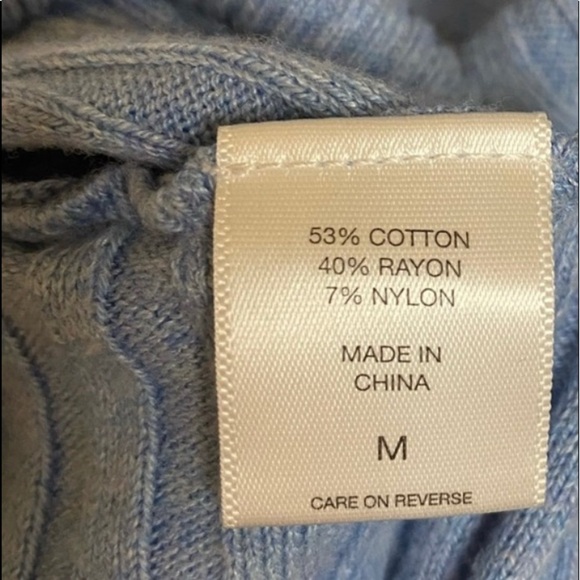 53% COTTON
40% RAYON
7% NYLON
MADE IN
CHINA
M
CARE ON REVERSE